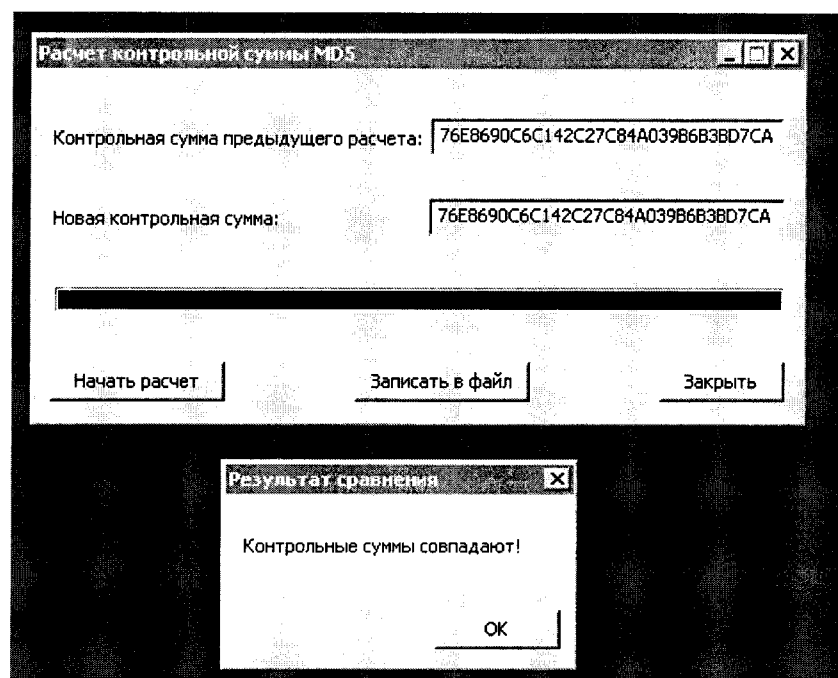 Расчет контрольной суммы MD5
Контрольная сумма предыдущего расчета: 76E8690C6C142C27C84A039B6B3BD7CA
Новая контрольная сумма: 76E8690C6C142C27C84A039B6B3BD7CA
Начать расчет Записать в файл Закрыть
Результат сравнения
Контрольные суммы совпадают!
OK